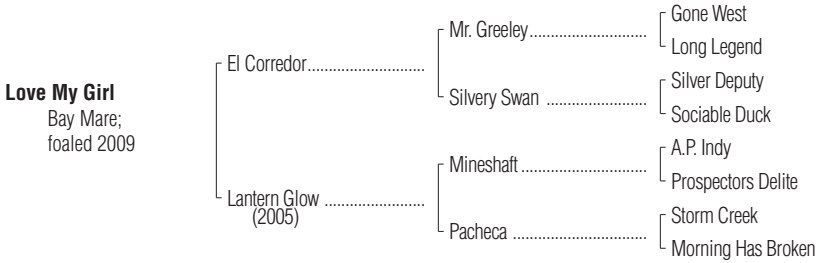 Gone West
Mr. Greeley..............................
Long Legend
El Corredor..............................
Silver Deputy
Love My Girl
Silvery Swan ..........................
Bay Mare;
Sociable Duck
foaled 2009
A.P. Indy
Mineshaft................................
Prospectors Delite
Lantern Glow ..........................
(2005)
Storm Creek
Pacheca ..................................
Morning Has Broken